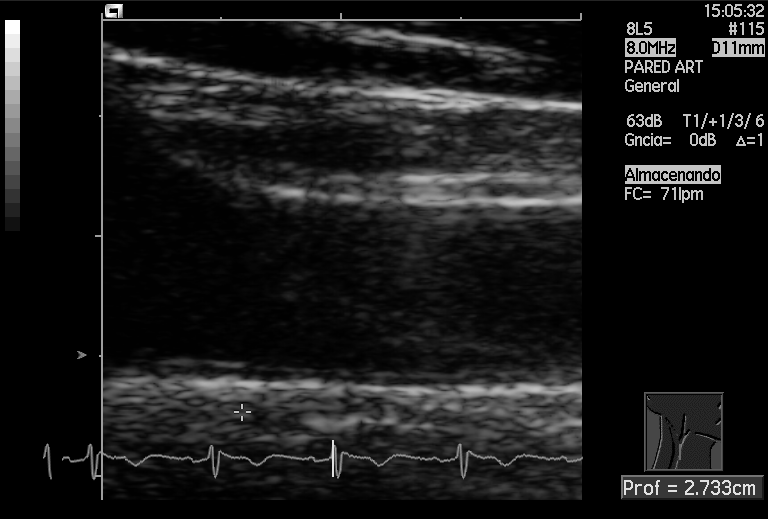 15:05:32
8L5 #115
8.0MHz D11mm
PARED ART
General
63dB T1/+1/3/ 6
Gncia= 0dB Δ=1
Almacenando
FC= 71lpm
Prof = 2.733cm